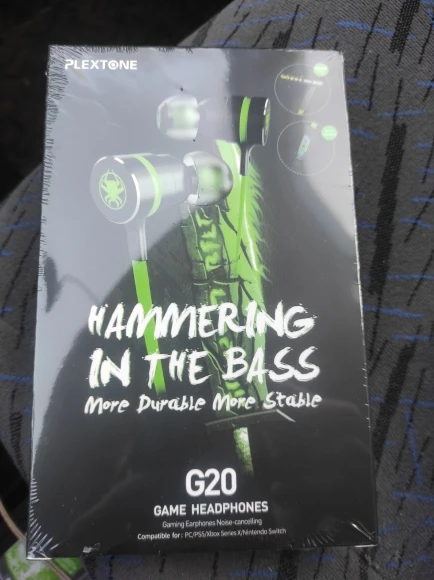 PLEXTONE
HAMMERING
IN THE BASS
More Durable More Stable
G20
GAME HEADPHONES
Gaming Earphones Noise-cancelling
Compatible for: PC/PS5/Xbox Series X/Nintendo Switch